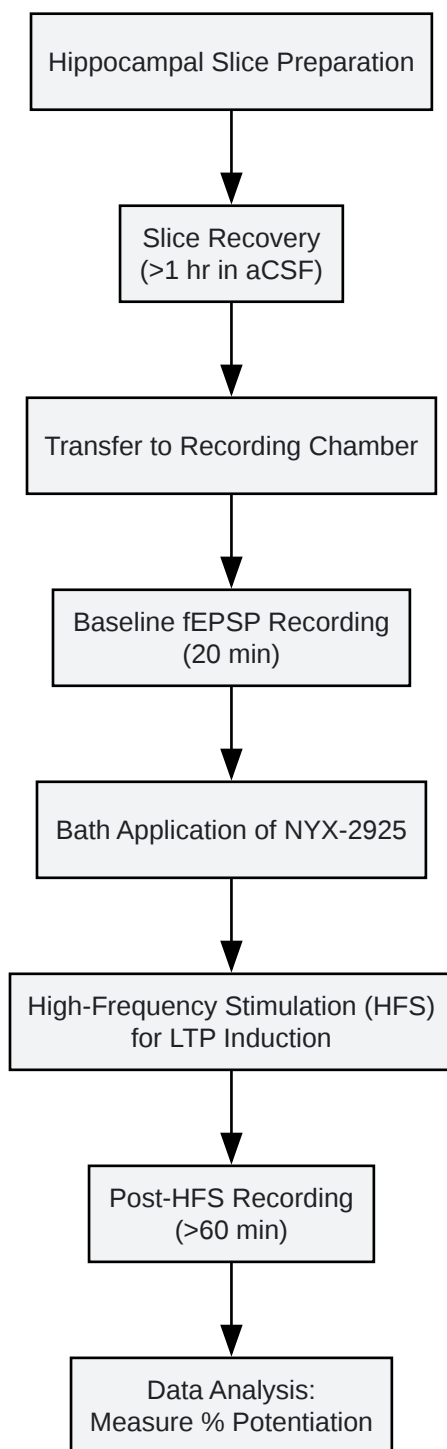 Hippocampal Slice Preparation
Slice Recovery
(>1 hr in aCSF)
Transfer to Recording Chamber
Baseline fEPSP Recording
(20 min)
Bath Application of NYX-2925
High-Frequency Stimulation (HFS)
for LTP Induction
Post-HFS Recording
(>60 min)
Data Analysis:
Measure % Potentiation